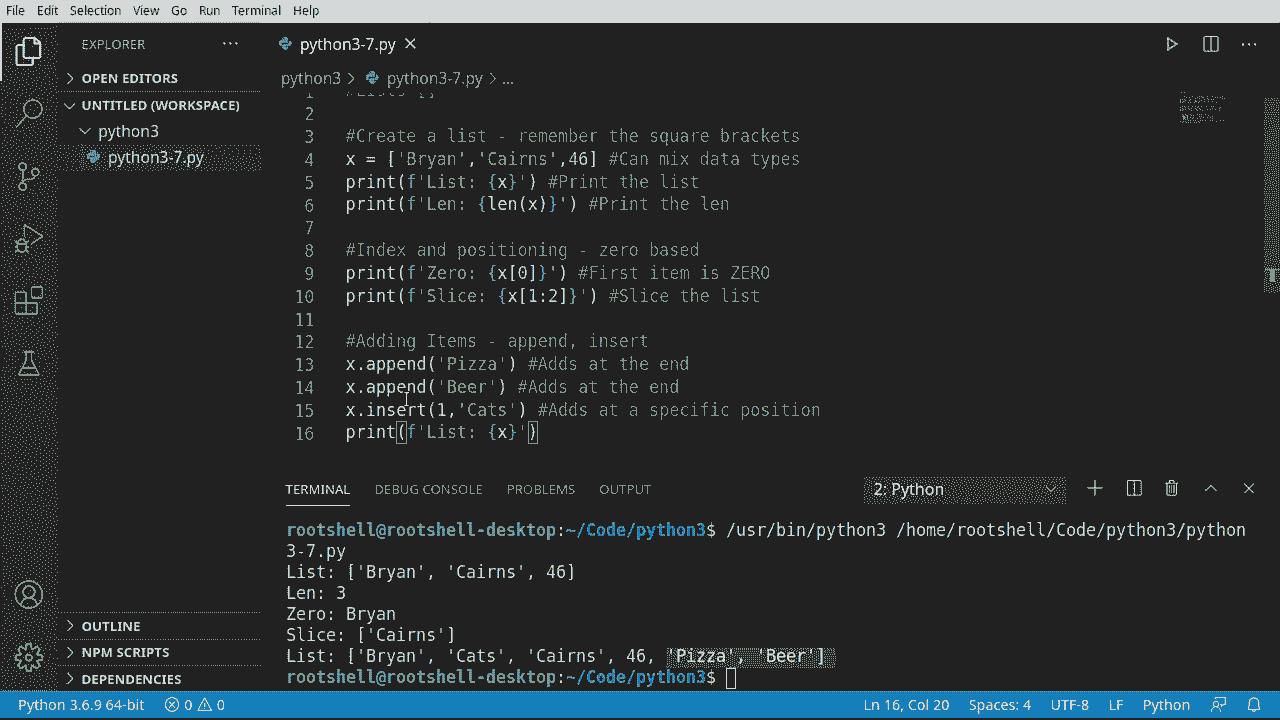 File Edit Selection View Go Run Terminal Help
EXPLORER ...
python3-7.py
OPEN EDITORS
UNTITLED (WORKSPACE)
python3
python3-7.py
OUTLINE
NPM SCRIPTS
DEPENDENCIES
python3 > python3-7.py > ...
2
3 #Create a list - remember the square brackets
4 x = ['Bryan','Cairns',46] #Can mix data types
5 print(f'List: {x}') #Print the list
6 print(f'Len: {len(x)}') #Print the len
7
8 #Index and positioning - zero based
9 print(f'Zero: {x[0]}') #First item is ZERO
10 print(f'Slice: {x[1:2]}') #Slice the list
11
12 #Adding Items - append, insert
13 x.append('Pizza') #Adds at the end
14 x.append('Beer') #Adds at the end
15 x.insert(1,'Cats') #Adds at a specific position
16 print(f'List: {x}')
TERMINAL DEBUG CONSOLE PROBLEMS OUTPUT 2: Python
rootshell@rootshell-desktop:~/Code/python3$ /usr/bin/python3 /home/rootshell/Code/python3/python
3-7.py
List: ['Bryan', 'Cairns', 46]
Len: 3
Zero: Bryan
Slice: ['Cairns']
List: ['Bryan', 'Cats', 'Cairns', 46, 'Pizza', 'Beer']
rootshell@rootshell-desktop:~/Code/python3$
Python 3.6.9 64-bit 0 0 Ln 16, Col 20 Spaces: 4 UTF-8 LF Python